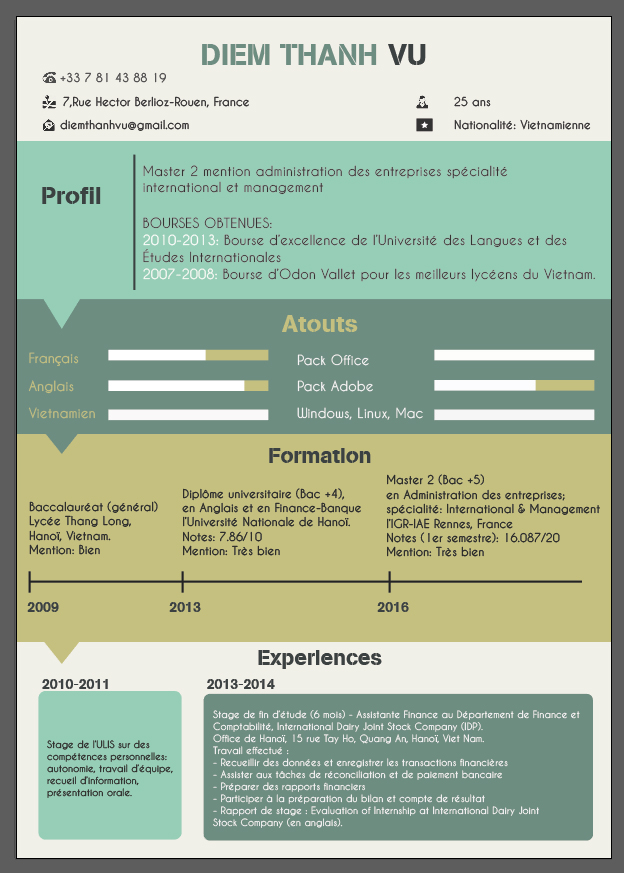 DIEM THANH VU
+33 7 81 43 88 19
7,Rue Hector Berlioz-Rouen, France
25 ans
diemthanhvu@gmail.com
Nationalité: Vietnamienne
Profil
Master 2 mention administration des entreprises spécialité
international et management
BOURSES OBTENUES:
2010-2013: Bourse d'excellence de l'Université des Langues et des
Études Internationales
2007-2008: Bourse d'Odon Vallet pour les meilleurs lycéens du Vietnam.
Atouts
Français
Anglais
Vietnamien
Pack Office
Pack Adobe
Windows, Linux, Mac
Formation
Baccalauréat (général)
Lycée Thang Long,
Hanoï, Vietnam.
Mention: Bien
Diplôme universitaire (Bac +4),
en Anglais et en Finance-Banque
l'Université Nationale de Hanoï.
Notes: 7.86/10
Mention: Très bien
Master 2 (Bac +5)
en Administration des entreprises;
spécialité: International & Management
l'IGR-IAE Rennes, France
Notes (1er semestre): 16.087/20
Mention: Très bien
2009
2013
2016
Experiences
2010-2011
Stage de l'ULIS sur des
compétences personnelles:
autonomie, travail d'équipe,
recueil d'information,
présentation orale.
2013-2014
Stage de fin d'étude (6 mois) - Assistante Finance au Département de Finance et
Comptabilité, International Dairy Joint Stock Company (IDP).
Office de Hanoï, 15 rue Tay Ho, Quang An, Hanoï, Viet Nam.
Travail effectué :
- Recueillir des données et enregistrer les transactions financières
- Assister aux tâches de réconciliation et de paiement bancaire
- Préparer des rapports financiers
- Participer à la préparation du bilan et compte de résultat
- Rapport de stage : Evaluation of Internship at International Dairy Joint
Stock Company (en anglais).